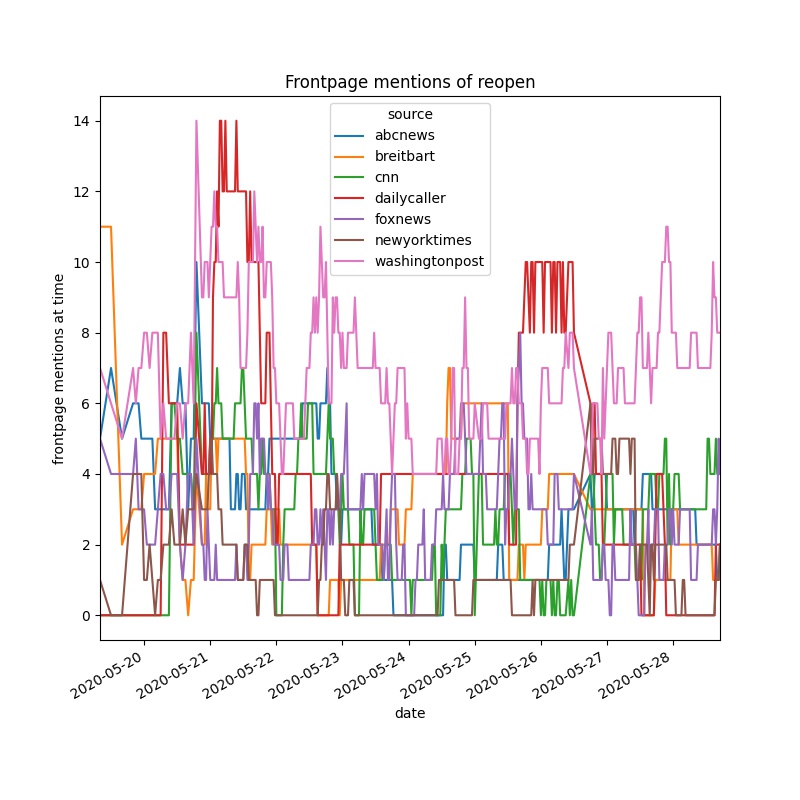 Frontpage mentions of reopen
source
abcnews
breitbart
cnn
dailycaller
foxnews
newyorktimes
washingtonpost
frontpage mentions at time
14
12
10
8
6
4
2
0
2020-05-20
2020-05-21
2020-05-22
2020-05-23
2020-05-24
2020-05-25
2020-05-26
2020-05-27
2020-05-28
date